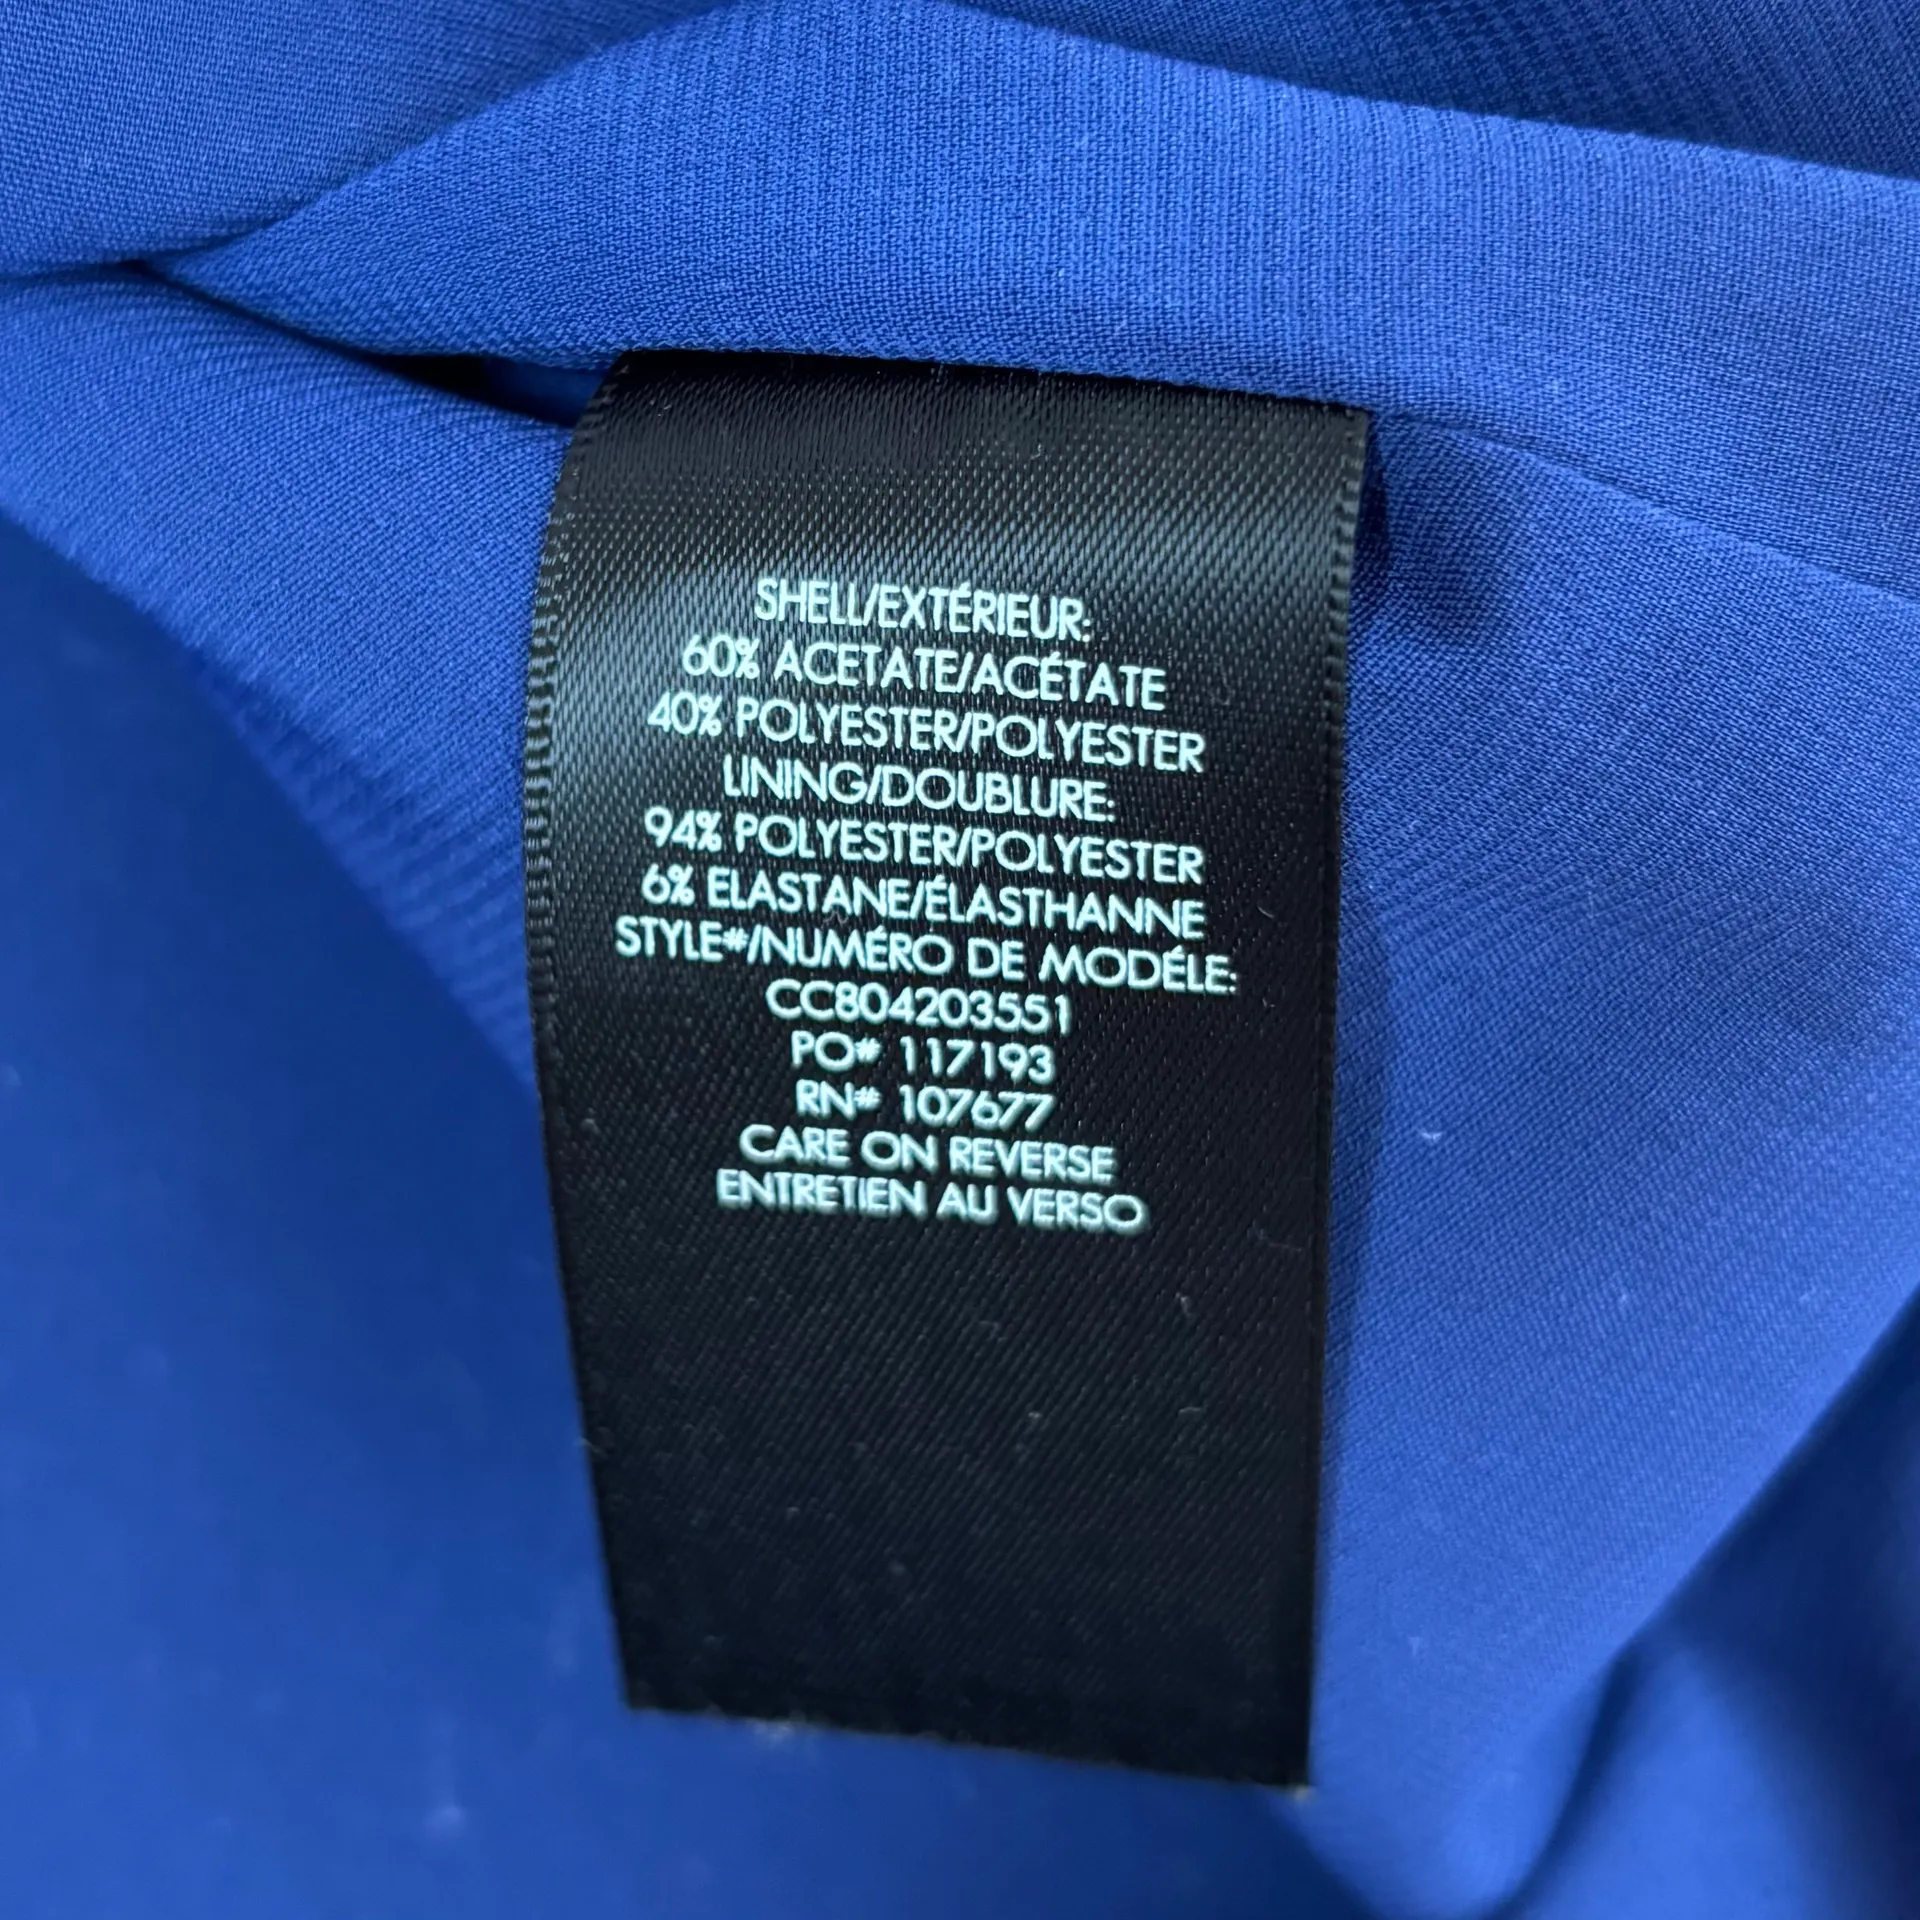 SHELL/EXTÉRIEUR:
60% ACETATE/ACÉTATE
40% POLYESTER/POLYESTER
LINING/DOUBLURE:
94% POLYESTER/POLYESTER
6% ELASTANE/ÉLASTHANNE
STYLE#/NUMÉRO DE MODÉLE:
CC804203551
PO# 117193
RN# 107677
CARE ON REVERSE
ENTRETIEN AU VERSO